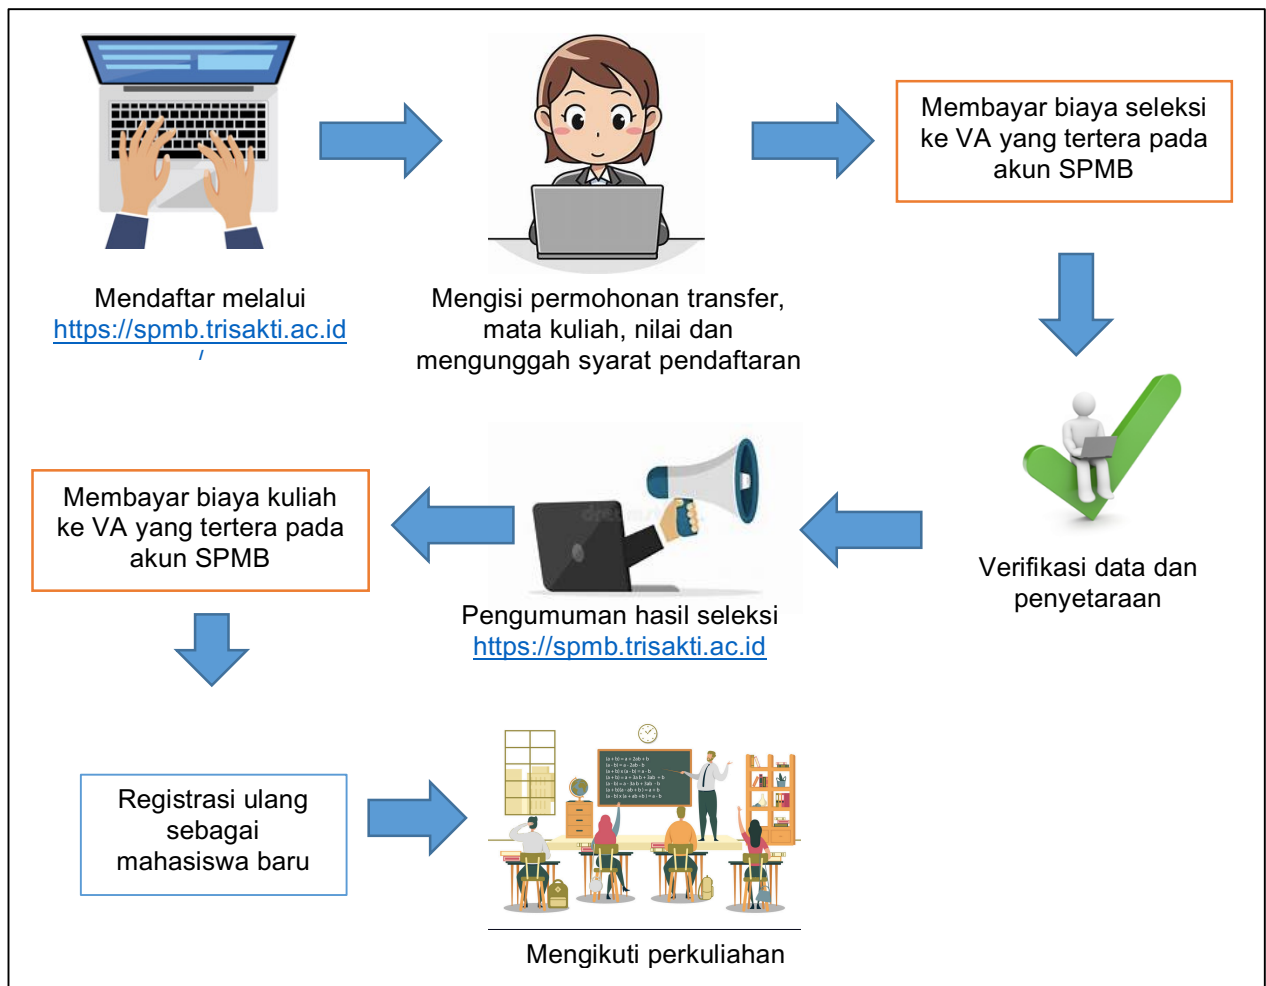 Mendaftar melalui
https://spmb.trisakti.ac.id
/
Mengisi permohonan transfer,
mata kuliah, nilai dan
mengunggah syarat pendaftaran
Membayar biaya seleksi
ke VA yang tertera pada
akun SPMB
Verifikasi data dan
penyetaraan
Pengumuman hasil seleksi
https://spmb.trisakti.ac.id
Membayar biaya kuliah
ke VA yang tertera pada
akun SPMB
Registrasi ulang
sebagai
mahasiswa baru
Mengikuti perkuliahan